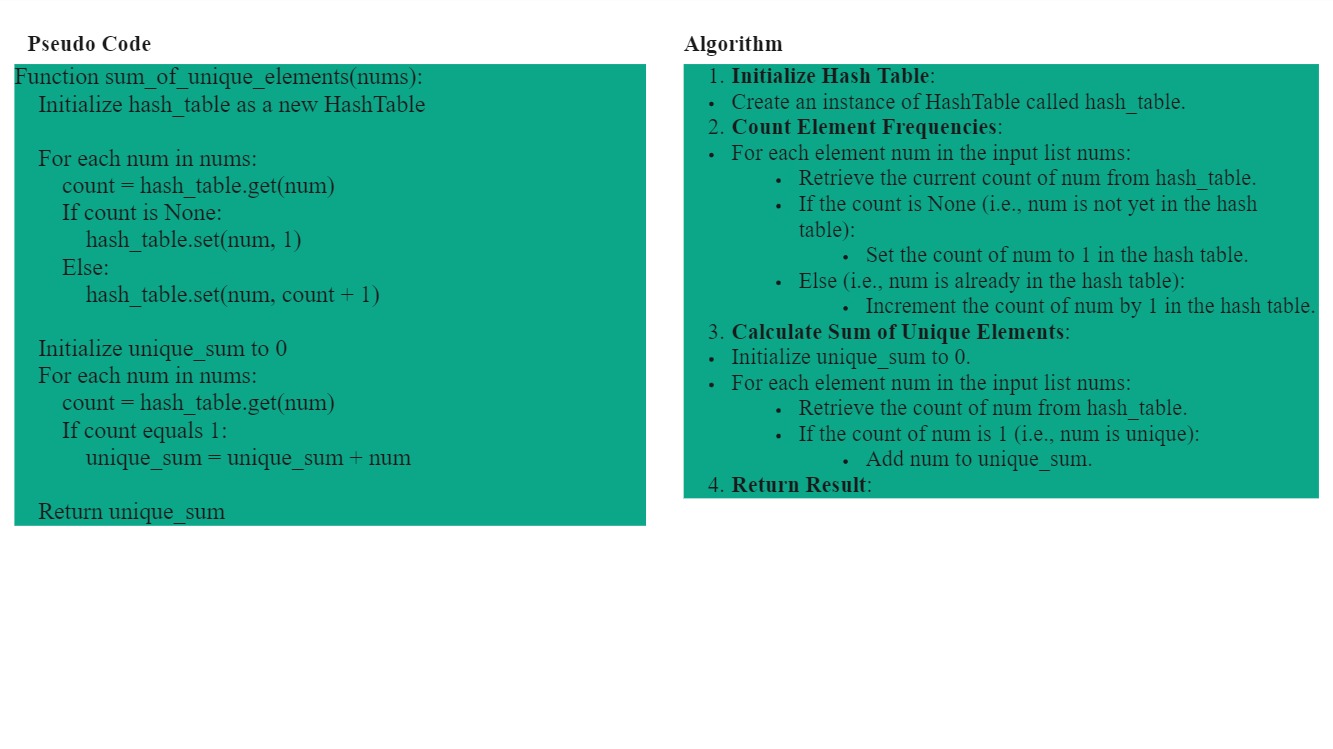 Pseudo Code
Function sum_of_unique_elements(nums):
Initialize hash_table as a new HashTable
For each num in nums:
count = hash_table.get(num)
If count is None:
hash_table.set(num, 1)
Else:
hash_table.set(num, count + 1)
Initialize unique_sum to 0
For each num in nums:
count = hash_table.get(num)
If count equals 1:
unique_sum = unique_sum + num
Return unique_sum
Algorithm
1. Initialize Hash Table:
• Create an instance of HashTable called hash_table.
2. Count Element Frequencies:
• For each element num in the input list nums:
• Retrieve the current count of num from hash_table.
• If the count is None (i.e., num is not yet in the hash
table):
• Set the count of num to 1 in the hash table.
• Else (i.e., num is already in the hash table):
• Increment the count of num by 1 in the hash table.
3. Calculate Sum of Unique Elements:
• Initialize unique_sum to 0.
• For each element num in the input list nums:
• Retrieve the count of num from hash_table.
• If the count of num is 1 (i.e., num is unique):
• Add num to unique_sum.
4. Return Result: